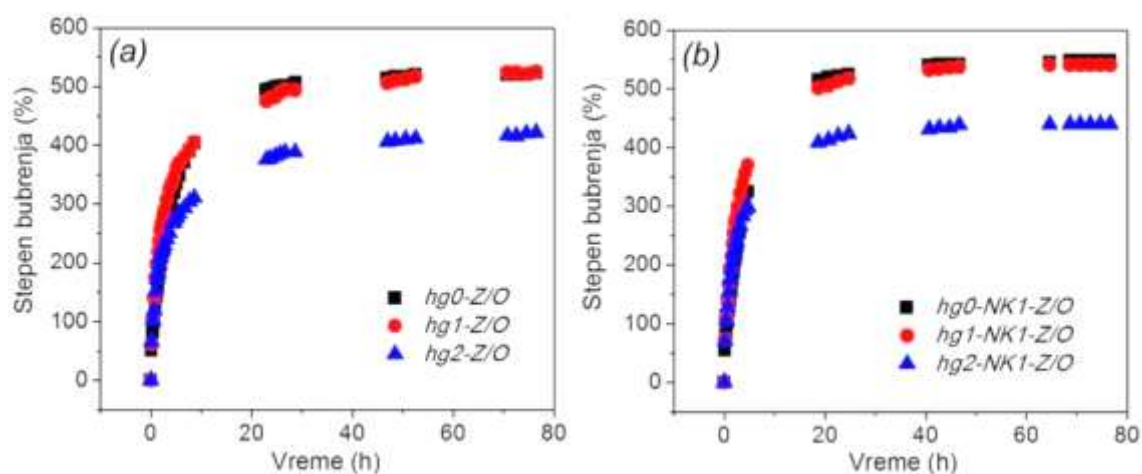 (a)
Stepen bubrenja (%)
600
500
400
300
200
100
0
hg0-Z/O
hg1-Z/O
hg2-Z/O
0 20 40 60 80
Vreme (h)
(b)
Stepen bubrenja (%)
600
500
400
300
200
100
0
hg0-NK1-Z/O
hg1-NK1-Z/O
hg2-NK1-Z/O
0 20 40 60 80
Vreme (h)